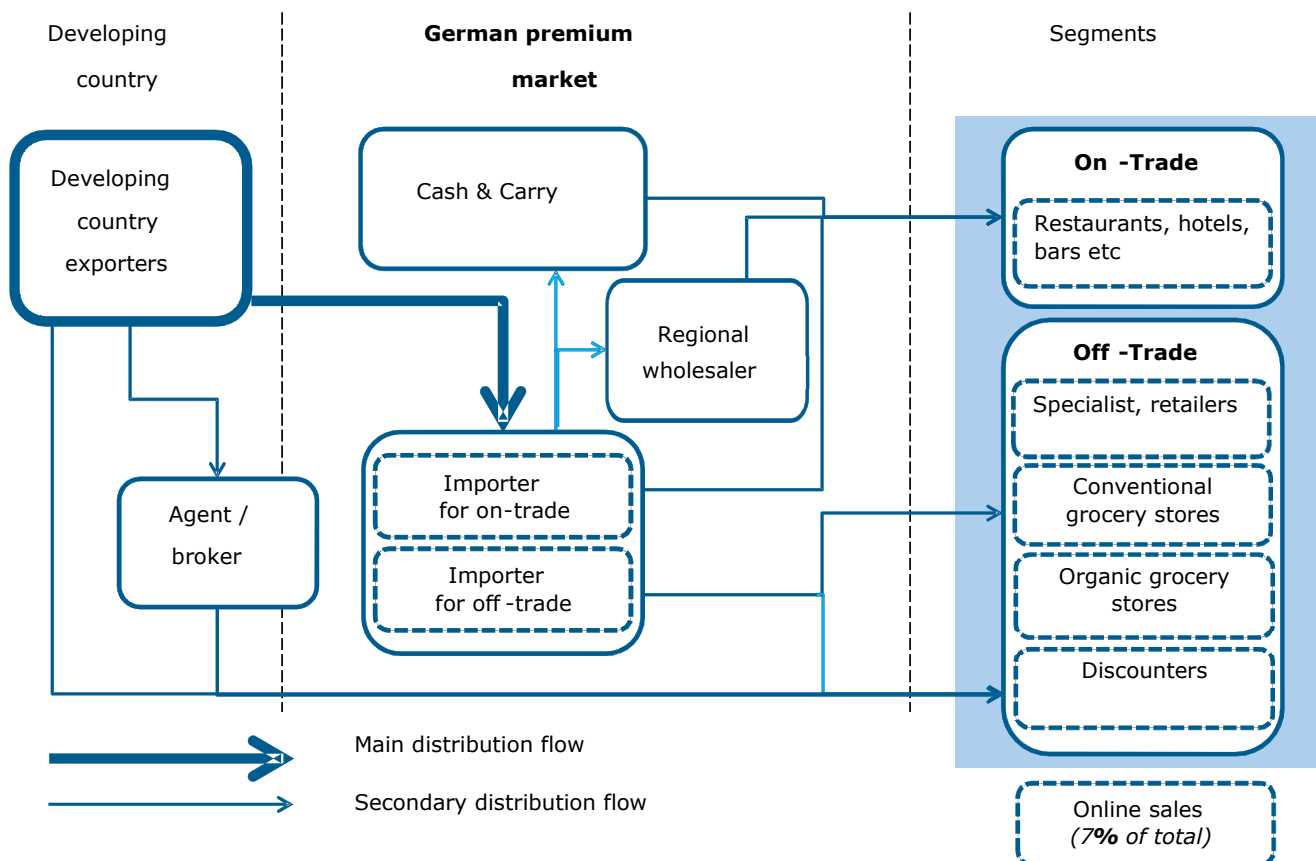 Developing
country
German premium
market
Segments
Developing
country
exporters
Cash & Carry
Regional
wholesaler
Agent /
broker
Importer
for on-trade
Importer
for off -trade
On -Trade
Restaurants, hotels,
bars etc
Off -Trade
Specialist, retailers
Conventional
grocery stores
Organic grocery
stores
Discounters
Main distribution flow
Secondary distribution flow
Online sales
(7% of total)